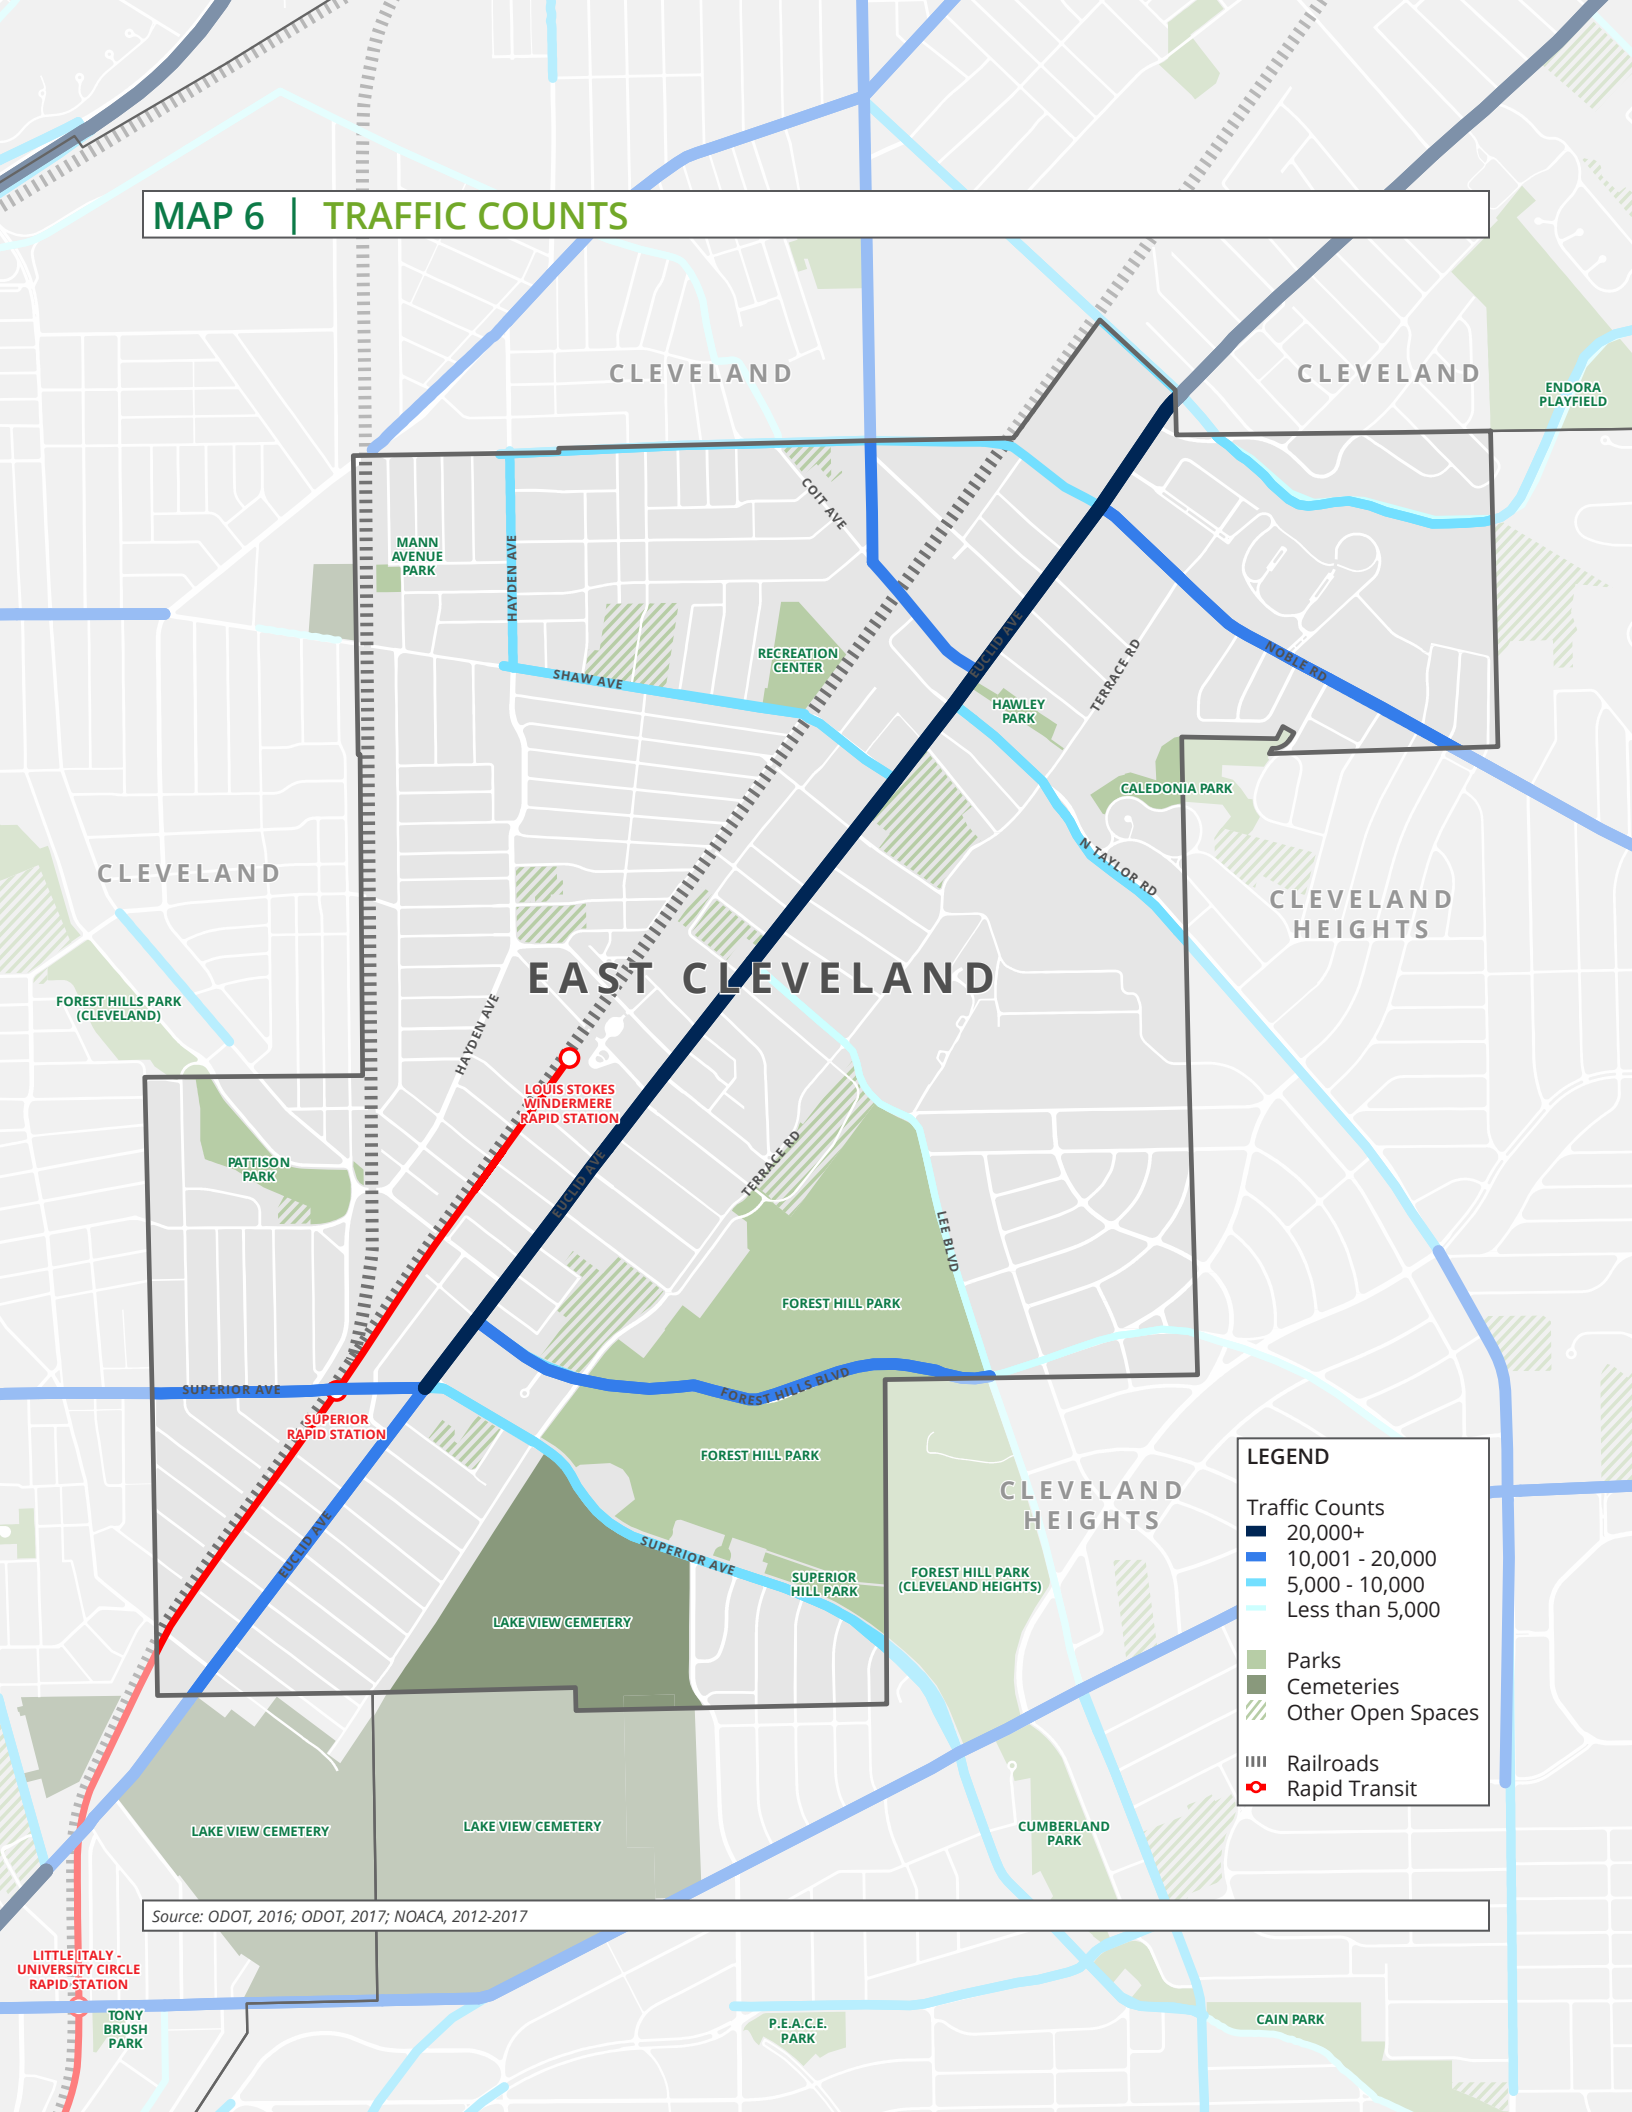 MAP 6 | TRAFFIC COUNTS
CLEVELAND
CLEVELAND
ENDORA
PLAYFIELD
COIT AVE
MANN
AVENUE
PARK
HAYDEN AVE
EUCLID AVE
RECREATION
CENTER
SHAW AVE
TERRACE RD
NOBLE RD
HAWLEY
PARK
CALEDONIA PARK
N TAYLOR RD
CLEVELAND
CLEVELAND
HEIGHTS
EAST CLEVELAND
FOREST HILLS PARK
(CLEVELAND)
HAYDEN AVE
LOUIS STOKES
WINDERMERE
RAPID STATION
PATTISON
PARK
EUCLID AVE
TERRACE RD
LEE BLVD
FOREST HILL PARK
SUPERIOR AVE
FOREST HILLS BLVD
SUPERIOR
RAPID STATION
FOREST HILL PARK
CLEVELAND
HEIGHTS
EUCLID AVE
SUPERIOR AVE
SUPERIOR
HILL PARK
FOREST HILL PARK
(CLEVELAND HEIGHTS)
LAKE VIEW CEMETERY
LEGEND
Traffic Counts
20,000+
10,001 - 20,000
5,000 - 10,000
Less than 5,000
Parks
Cemeteries
Other Open Spaces
Railroads
Rapid Transit
LAKE VIEW CEMETERY
LAKE VIEW CEMETERY
CUMBERLAND
PARK
Source: ODOT, 2016; ODOT, 2017; NOACA, 2012-2017
LITTLE ITALY -
UNIVERSITY CIRCLE
RAPID STATION
TONY
BRUSH
PARK
P.E.A.C.E.
PARK
CAIN PARK